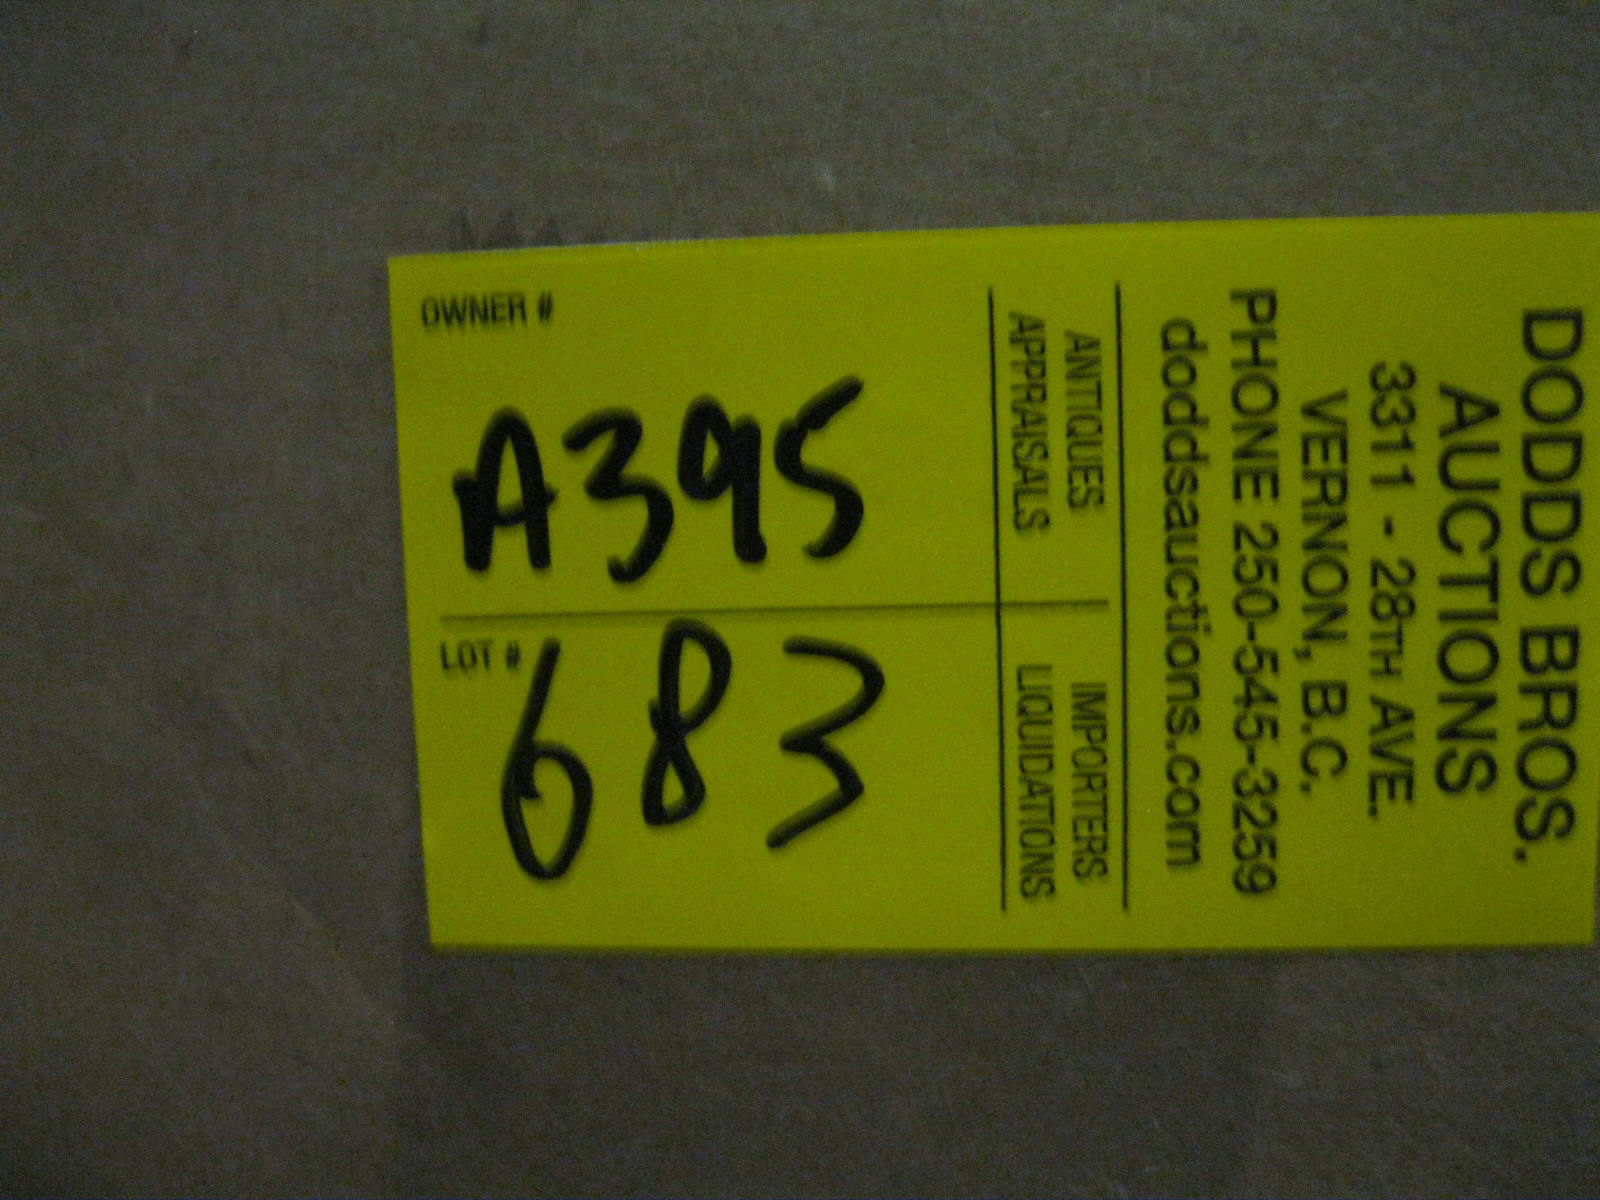 DODDS BROS.
AUCTIONS
3311 - 28TH AVE.
VERNON, B.C.
PHONE 250-545-3259
doddsauctions.com
ANTIQUES IMPORTERS
APPRAISALS LIQUIDATIONS
OWNER #
A395
LOT #
683